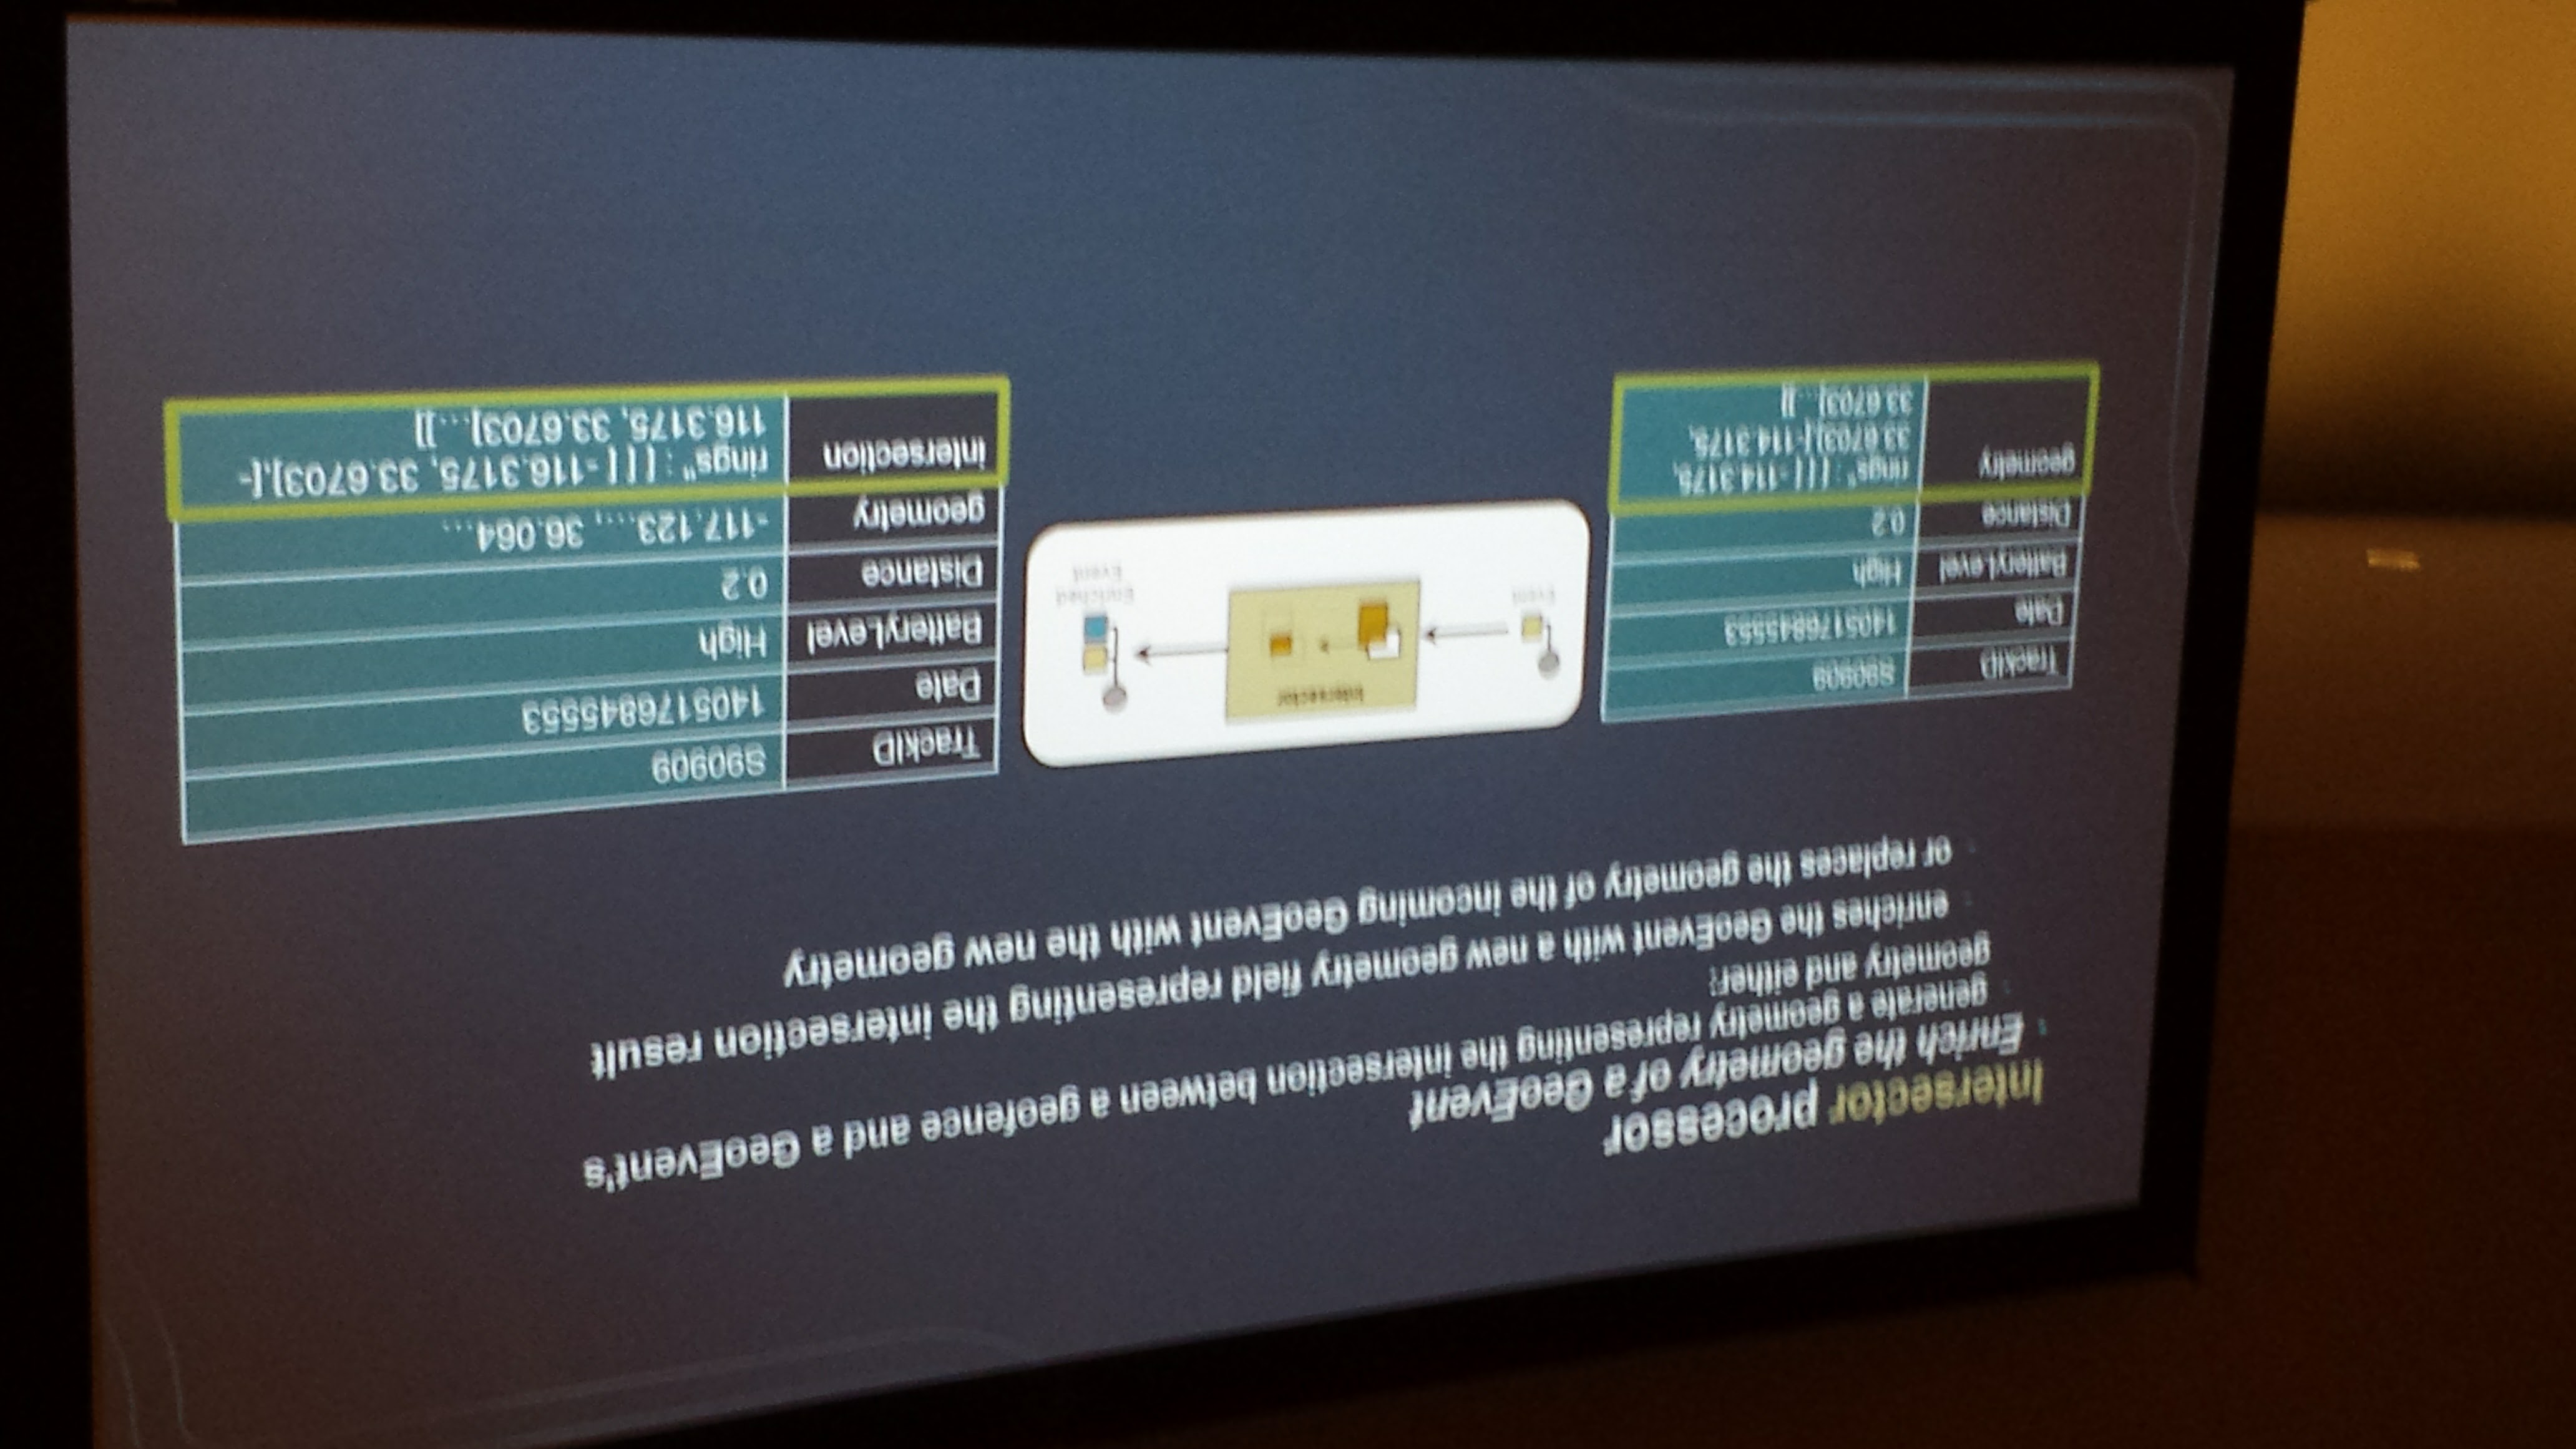 Intersector processor
Enrich the geometry of a GeoEvent
generate a geometry representing the intersection between a geofence and a GeoEvent's
geometry and either:
enriches the GeoEvent with a new geometry field representing the intersection result
or replaces the geometry of the incoming GeoEvent with the new geometry
TrackID S90909
Date 1405176845553
BatteryLevel High
Distance 0.2
geometry rings" : [ [ [ -114.3175,
33.6703],[-114.3175,
33.6703]...]]
Intersector
Event
Enriched
Event
TrackID S90909
Date 1405176845553
BatteryLevel High
Distance 0.2
geometry -117.123..., 36.064...
intersection rings" : [ [ [ -116.3175, 33.6703],[-
116.3175, 33.6703]...]]